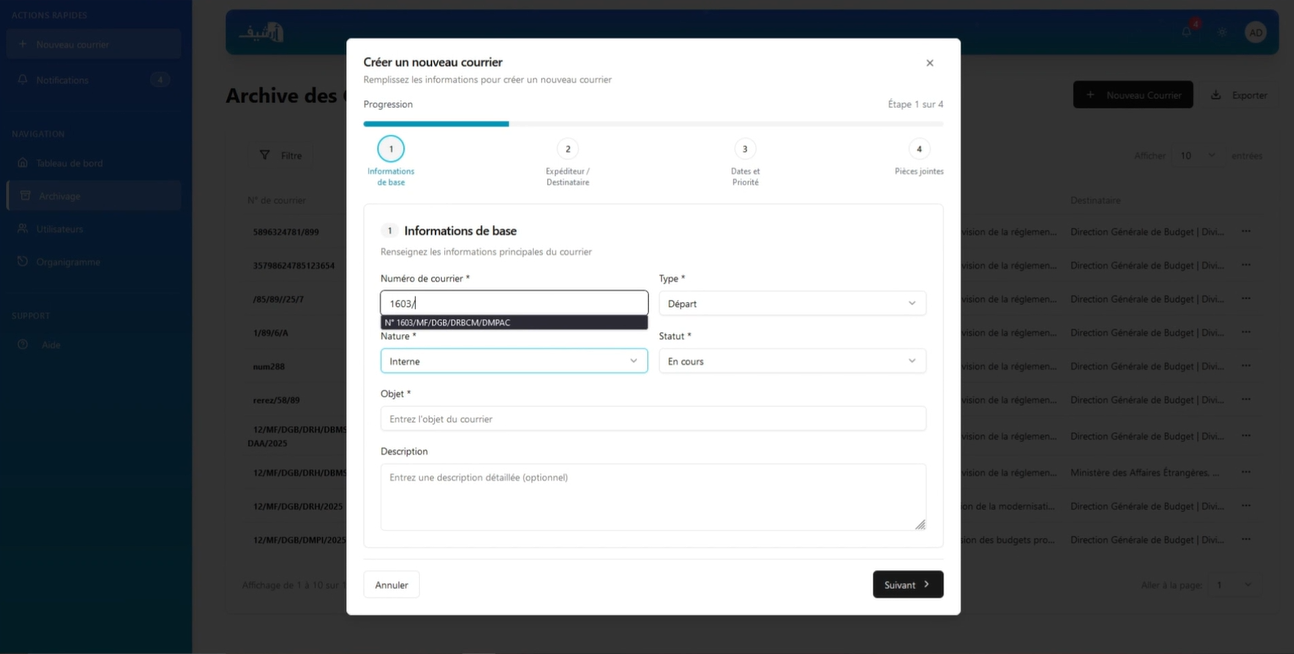 ACTIONS RAPIDES
+ Nouveau courrier
Notifications 4
NAVIGATION
Tableau de bord
Archivage
Utilisateurs
Organigramme
SUPPORT
Aide
4
AD
Archive des
+ Nouveau Courrier
Exporter
Filtre
Afficher 10 entrées
N° de courrier
Destinataire
5896324781/899
ision de la réglemen... Direction Générale de Budget | Divi... ...
35798624785123654
ision de la réglemen... Direction Générale de Budget | Divi... ...
/85/89//25/7
ision de la réglemen... Direction Générale de Budget | Divi... ...
1/89/6/A
ision de la réglemen... Direction Générale de Budget | Divi... ...
num288
ision de la réglemen... Direction Générale de Budget | Divi... ...
rerez/58/89
ision de la réglemen... Direction Générale de Budget | Divi... ...
12/MF/DGB/DRH/DBMS
DAA/2025
ision de la réglemen... Direction Générale de Budget | Divi... ...
12/MF/DGB/DRH/DBMS
ision de la réglemen... Ministère des Affaires Étrangères, ... ...
12/MF/DGB/DRH/2025
on de la modernisati... Direction Générale de Budget | Divi... ...
12/MF/DGB/DMPI/2025
sion des budgets pro... Direction Générale de Budget | Divi... ...
Affichage de 1 à 10 sur
Aller à la page: 1
Créer un nouveau courrier
Remplissez les informations pour créer un nouveau courrier
Progression
Étape 1 sur 4
1
Informations
de base
2
Expéditeur /
Destinataire
3
Dates et
Priorité
4
Pièces jointes
1 Informations de base
Renseignez les informations principales du courrier
Numéro de courrier *
1603/
N° 1603/MF/DGB/DRBCM/DMPAC
Type *
Départ
Nature *
Interne
Statut *
En cours
Objet *
Entrez l'objet du courrier
Description
Entrez une description détaillée (optionnel)
Annuler
Suivant